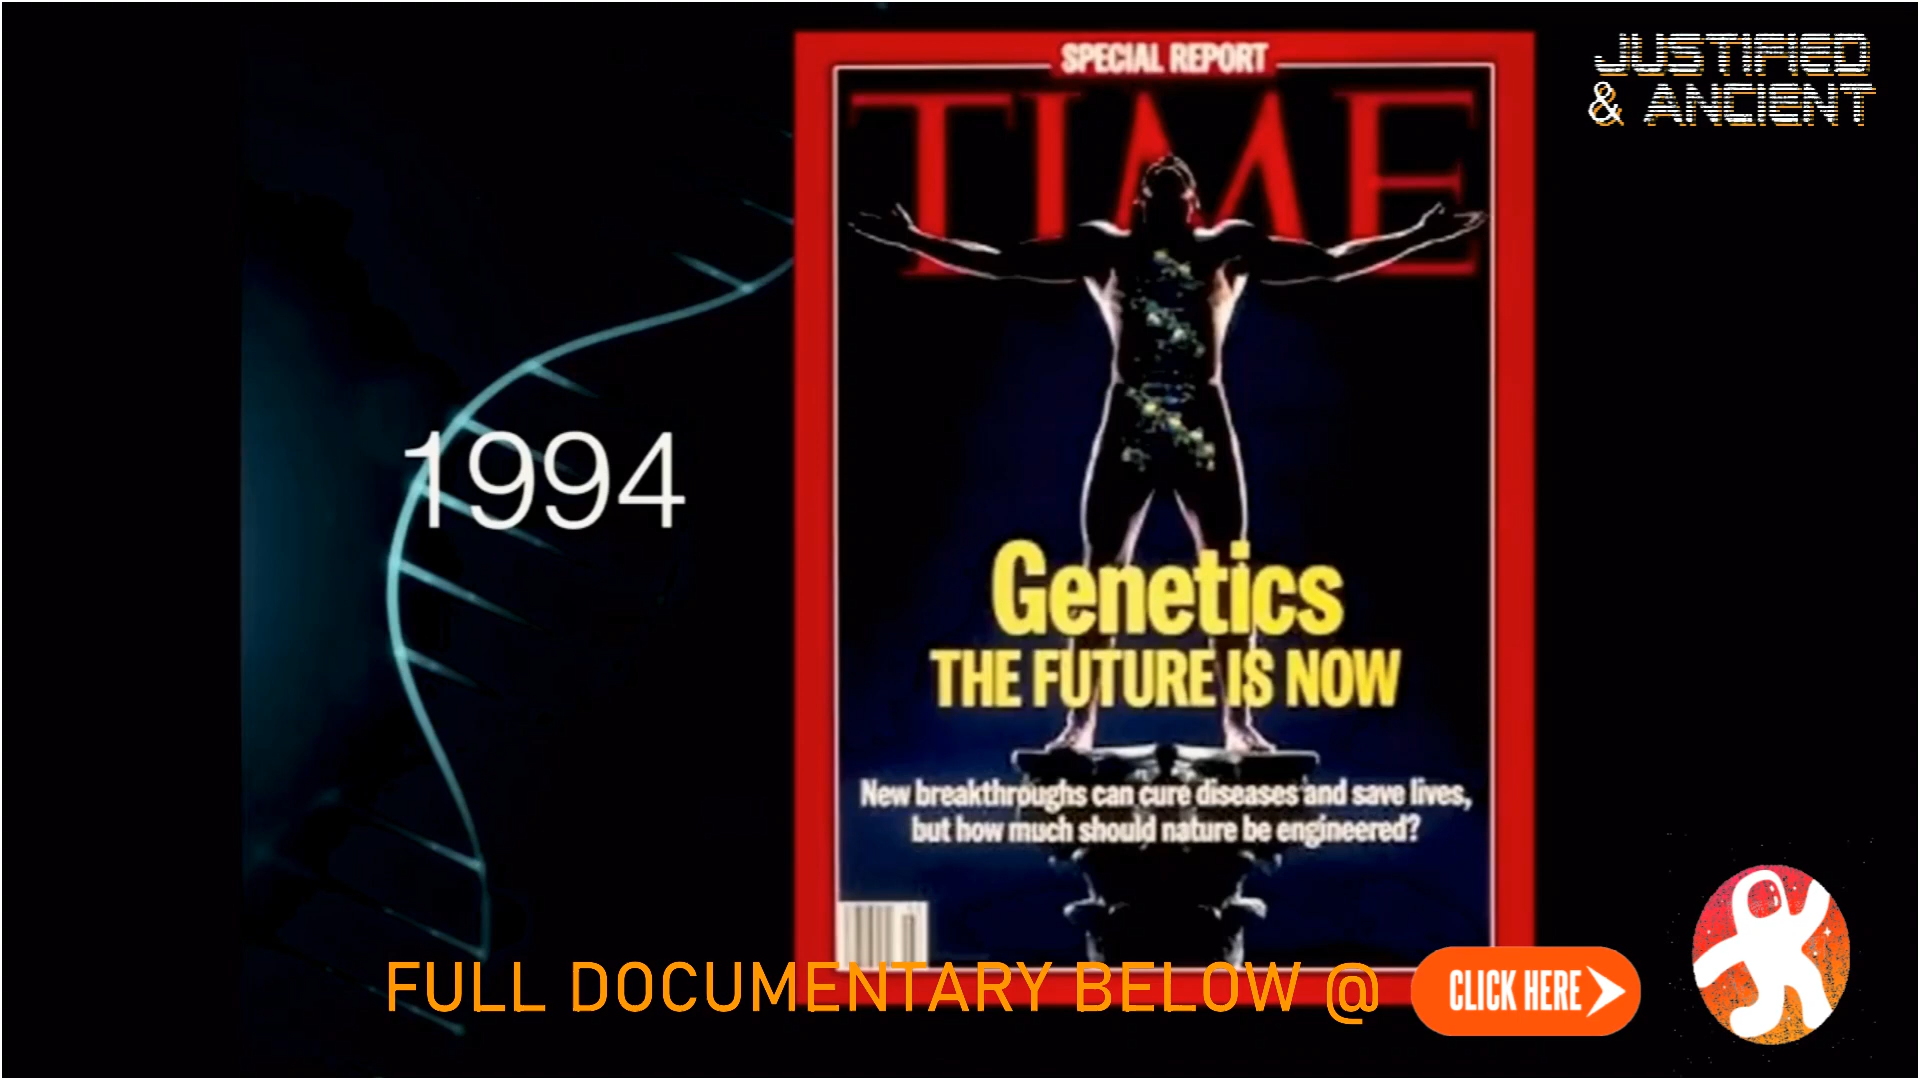 SPECIAL REPORT
TIME
JUSTIFIED
& ANCIENT
1994
Genetics
THE FUTURE IS NOW
New breakthroughs can cure diseases and save lives,
but how much should nature be engineered?
FULL DOCUMENTARY BELOW @
CLICK HERE